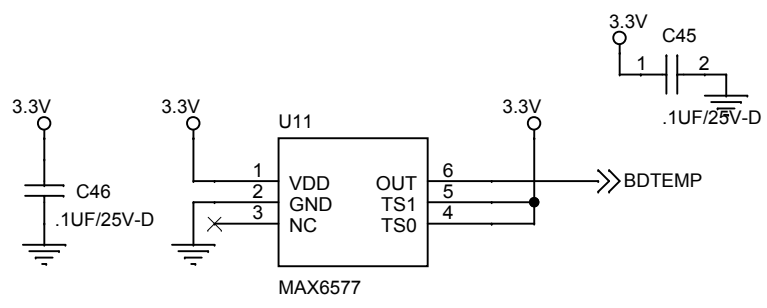 3.3V
C45
1
2
.1UF/25V-D
3.3V
C46
.1UF/25V-D
3.3V
U11
3.3V
1
VDD
OUT
6
BDTEMP
2
GND
TS1
5
3
NC
TS0
4
MAX6577